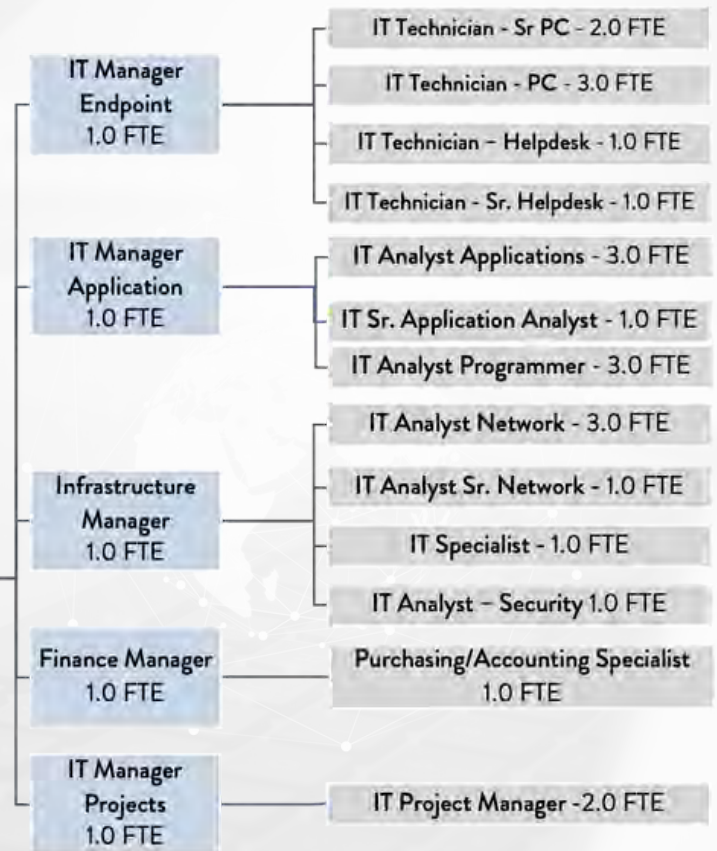 IT Manager
Endpoint
1.0 FTE
IT Technician - Sr PC - 2.0 FTE
IT Technician - PC - 3.0 FTE
IT Technician – Helpdesk - 1.0 FTE
IT Technician - Sr. Helpdesk - 1.0 FTE
IT Manager
Application
1.0 FTE
IT Analyst Applications - 3.0 FTE
IT Sr. Application Analyst - 1.0 FTE
IT Analyst Programmer - 3.0 FTE
Infrastructure
Manager
1.0 FTE
IT Analyst Network - 3.0 FTE
IT Analyst Sr. Network - 1.0 FTE
IT Specialist - 1.0 FTE
IT Analyst – Security 1.0 FTE
Finance Manager
1.0 FTE
Purchasing/Accounting Specialist
1.0 FTE
IT Manager
Projects
1.0 FTE
IT Project Manager -2.0 FTE